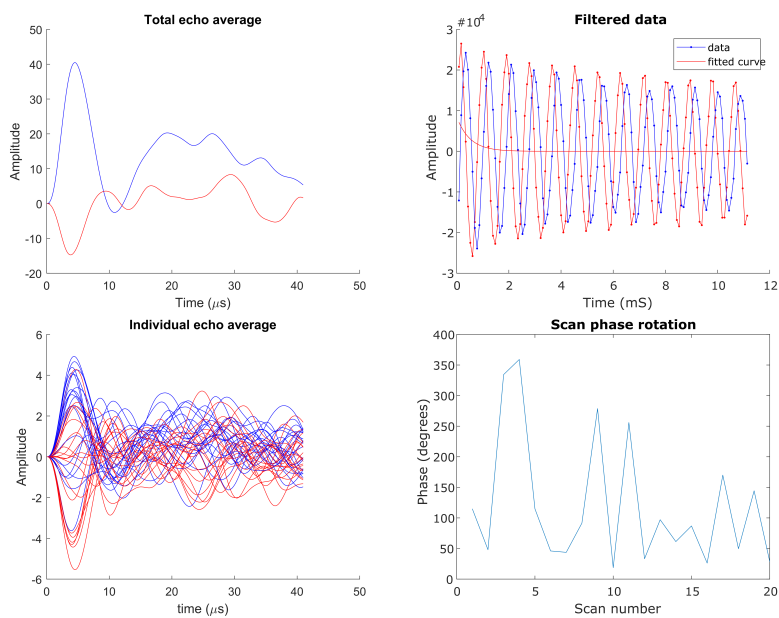 Total echo average
50
40
30
20
10
0
-10
-20
Amplitude
0 10 20 30 40 50
Time (μs)
Filtered data
#10^4
3
2
1
0
-1
-2
-3
Amplitude
data
fitted curve
0 2 4 6 8 10 12
Time (mS)
Individual echo average
6
4
2
0
-2
-4
-6
Amplitude
0 10 20 30 40 50
time (μs)
Scan phase rotation
400
350
300
250
200
150
100
50
0
Phase (degrees)
0 5 10 15 20
Scan number